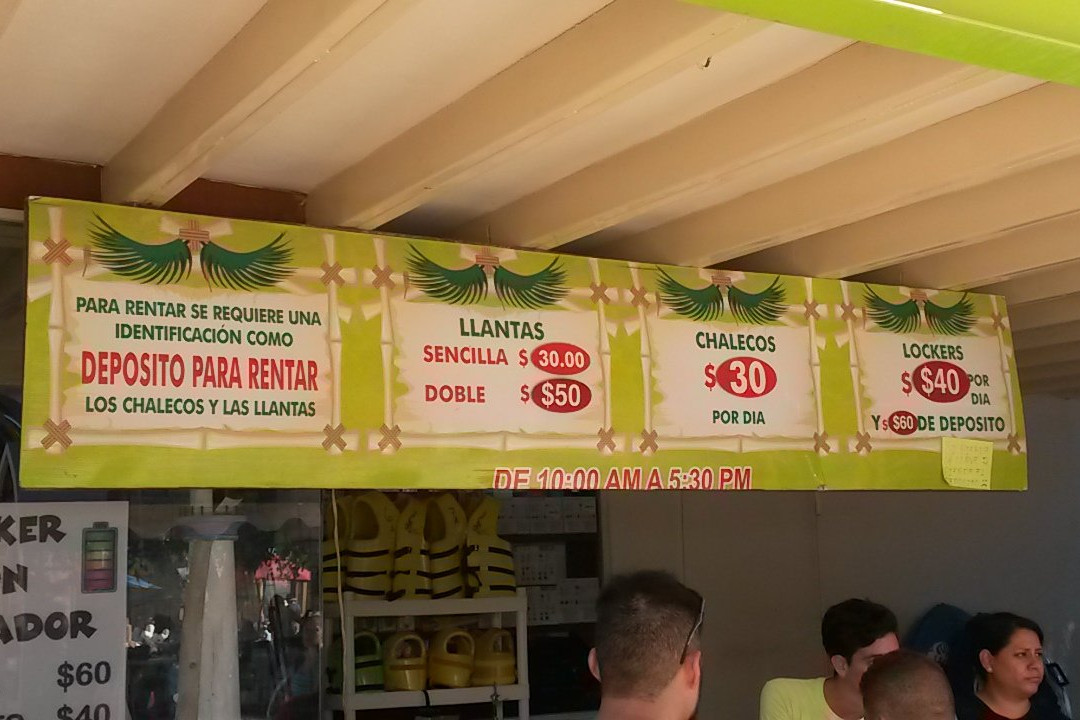 PARA RENTAR SE REQUIERE UNA
IDENTIFICACIÓN COMO
DEPOSITO PARA RENTAR
LOS CHALECOS Y LAS LLANTAS
LLANTAS
SENCILLA $ 30.00
DOBLE $ $50
CHALECOS
$ 30
POR DIA
LOCKERS
$ $40 POR
DIA
Y $ $60 DE DEPOSITO
DE 10:00 AM A 5:30 PM
KER
N
ADOR
$60
$40